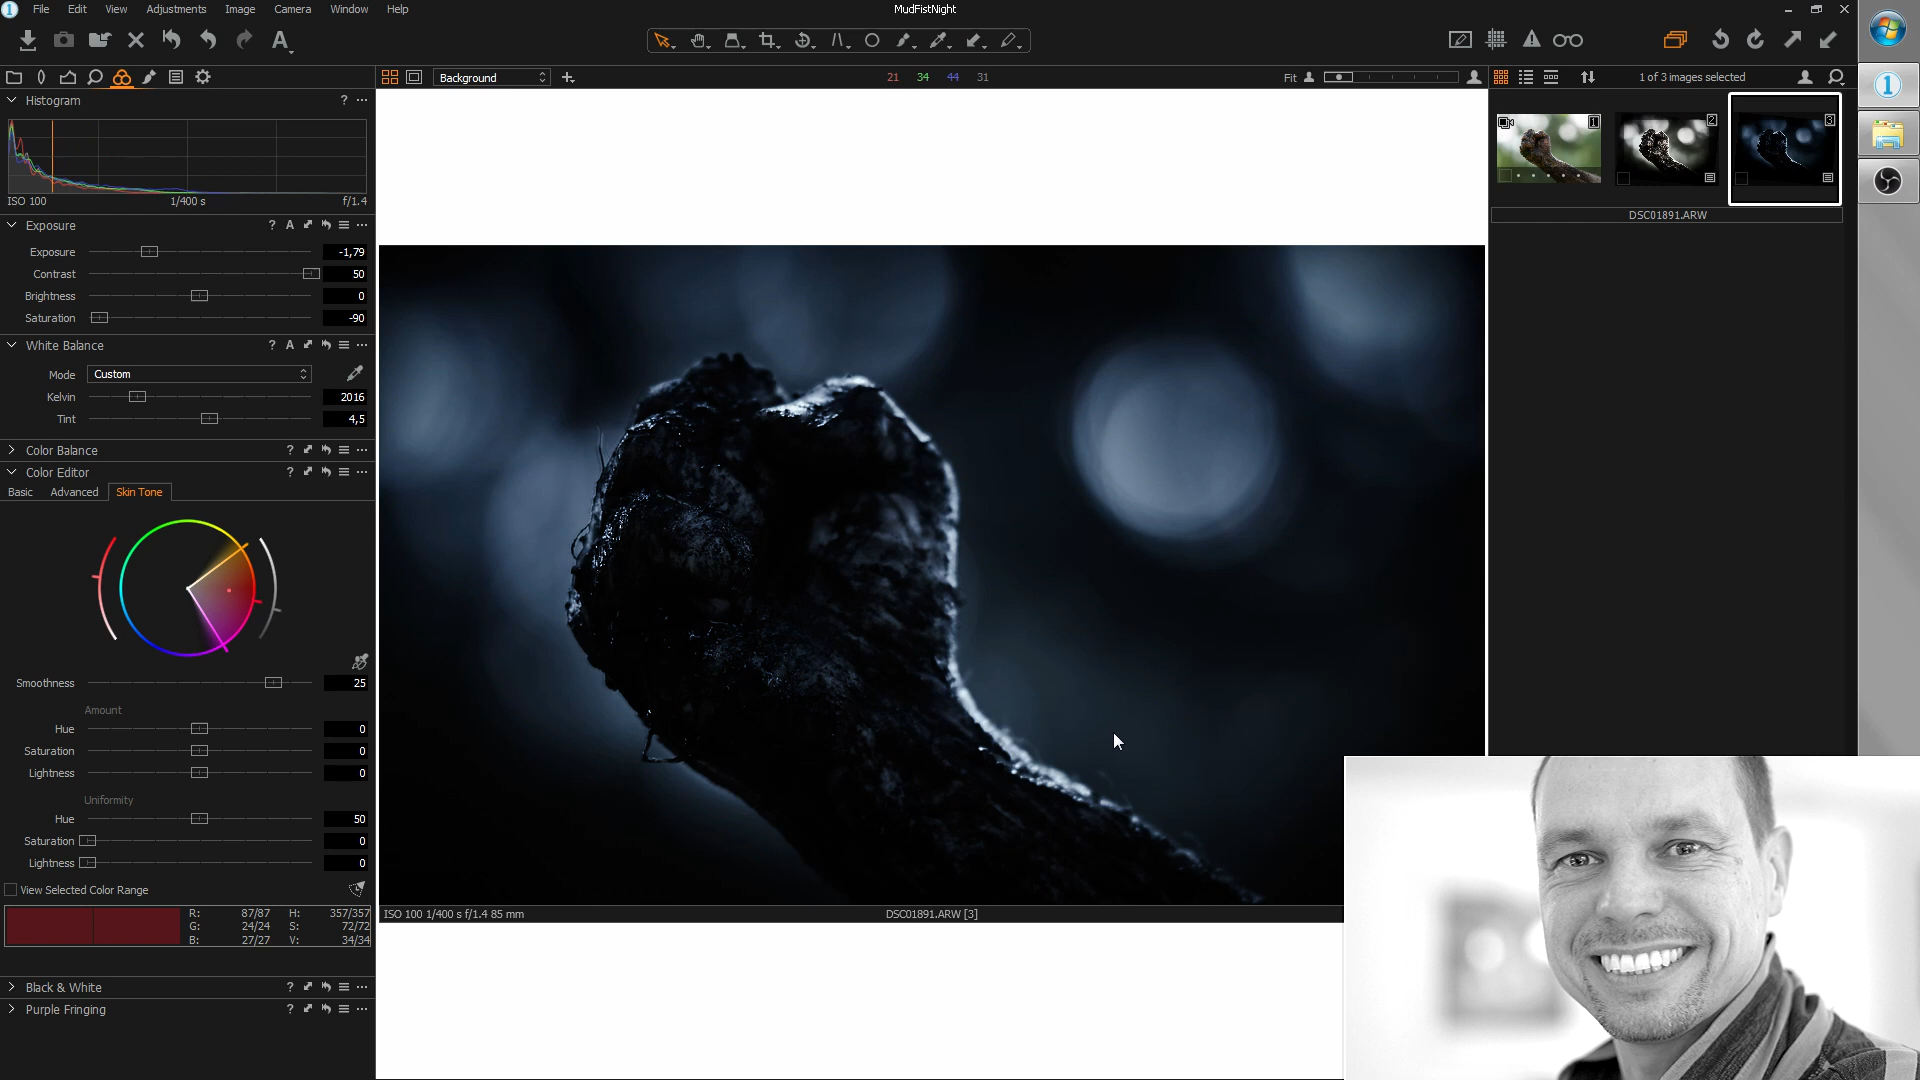 File Edit View Adjustments Image Camera Window Help
MudFistNight
A
Background
21 34 44 31
Fit
1 of 3 images selected
Histogram ? ...
ISO 100 1/400 s f/1.4
Exposure ? A ...
Exposure -1,79
Contrast 50
Brightness 0
Saturation -90
White Balance ? A ...
Mode Custom
Kelvin 2016
Tint 4,5
Color Balance ? ...
Color Editor ? ...
Basic Advanced Skin Tone
Smoothness 25
Amount
Hue 0
Saturation 0
Lightness 0
Uniformity
Hue 50
Saturation 0
Lightness 0
View Selected Color Range
R: 87/87 H: 357/357
G: 24/24 S: 72/72
B: 27/27 V: 34/34
Black & White ? ...
Purple Fringing ? ...
ISO 100 1/400 s f/1.4 85 mm
DSC01891.ARW [3]
1
2
3
DSC01891.ARW
1